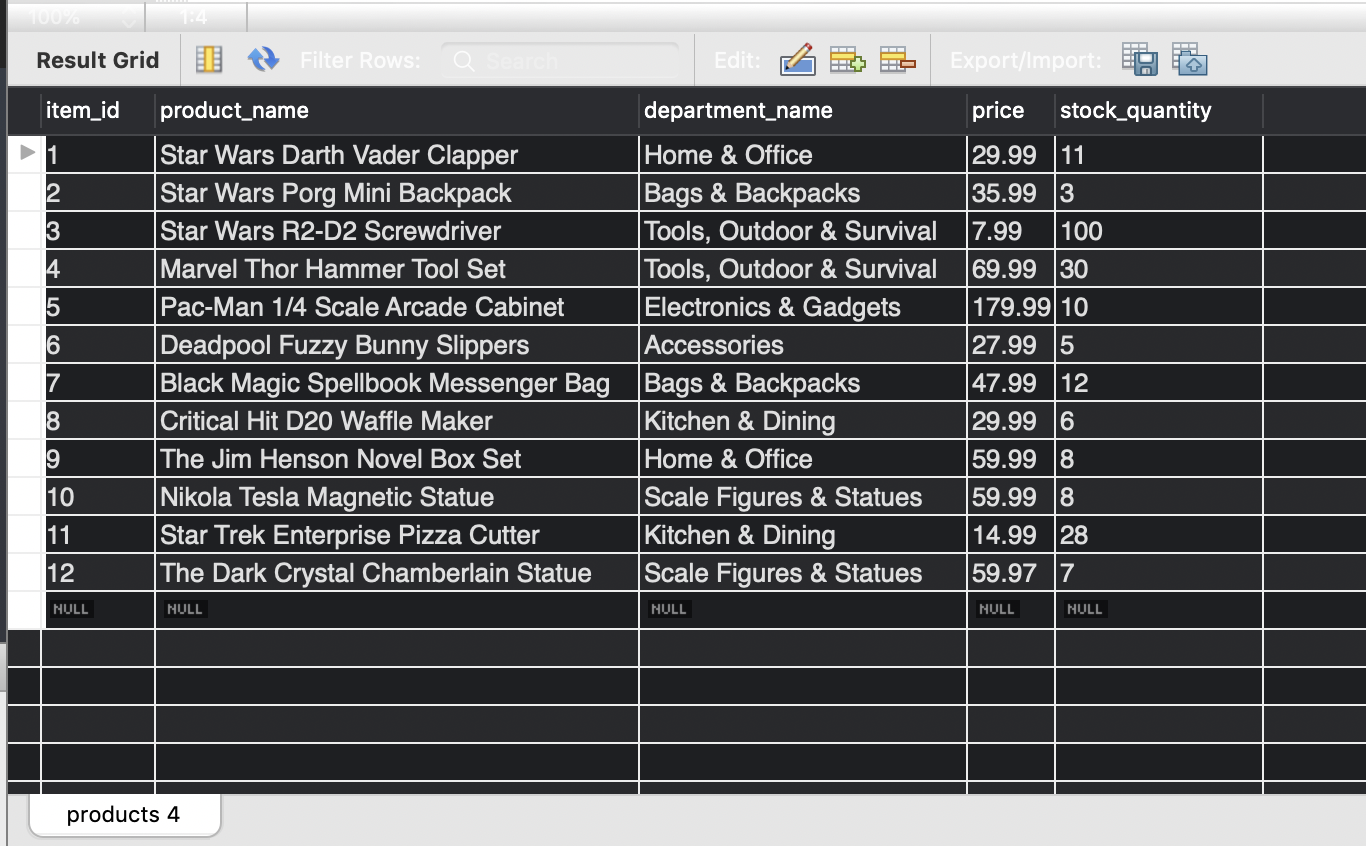 100% 1:4
Result Grid Filter Rows: Search Edit: Export/Import:
item_id product_name department_name price stock_quantity
1 Star Wars Darth Vader Clapper Home & Office 29.99 11
2 Star Wars Porg Mini Backpack Bags & Backpacks 35.99 3
3 Star Wars R2-D2 Screwdriver Tools, Outdoor & Survival 7.99 100
4 Marvel Thor Hammer Tool Set Tools, Outdoor & Survival 69.99 30
5 Pac-Man 1/4 Scale Arcade Cabinet Electronics & Gadgets 179.99 10
6 Deadpool Fuzzy Bunny Slippers Accessories 27.99 5
7 Black Magic Spellbook Messenger Bag Bags & Backpacks 47.99 12
8 Critical Hit D20 Waffle Maker Kitchen & Dining 29.99 6
9 The Jim Henson Novel Box Set Home & Office 59.99 8
10 Nikola Tesla Magnetic Statue Scale Figures & Statues 59.99 8
11 Star Trek Enterprise Pizza Cutter Kitchen & Dining 14.99 28
12 The Dark Crystal Chamberlain Statue Scale Figures & Statues 59.97 7
NULL NULL NULL NULL NULL
products 4